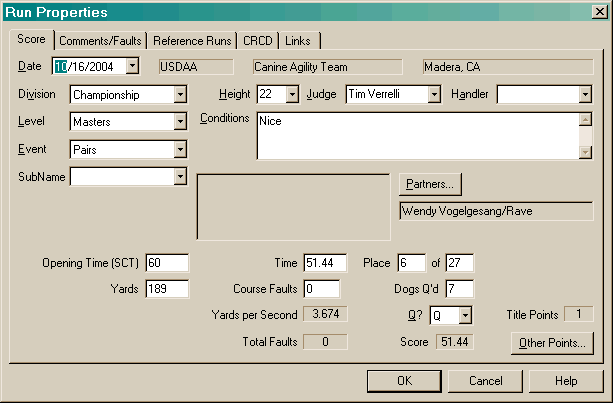 Run Properties
Score Comments/Faults Reference Runs CRCD Links
Date 10/16/2004 USDAA Canine Agility Team Madera, CA
Division Championship Height 22 Judge Tim Verrelli Handler
Level Masters Conditions Nice
Event Pairs
SubName Partners...
Wendy Vogelgesang/Rave
Opening Time (SCT) 60 Time 51.44 Place 6 of 27
Yards 189 Course Faults 0 Dogs Q'd 7
Yards per Second 3.674 Q? Q Title Points 1
Total Faults 0 Score 51.44 Other Points...
OK Cancel Help